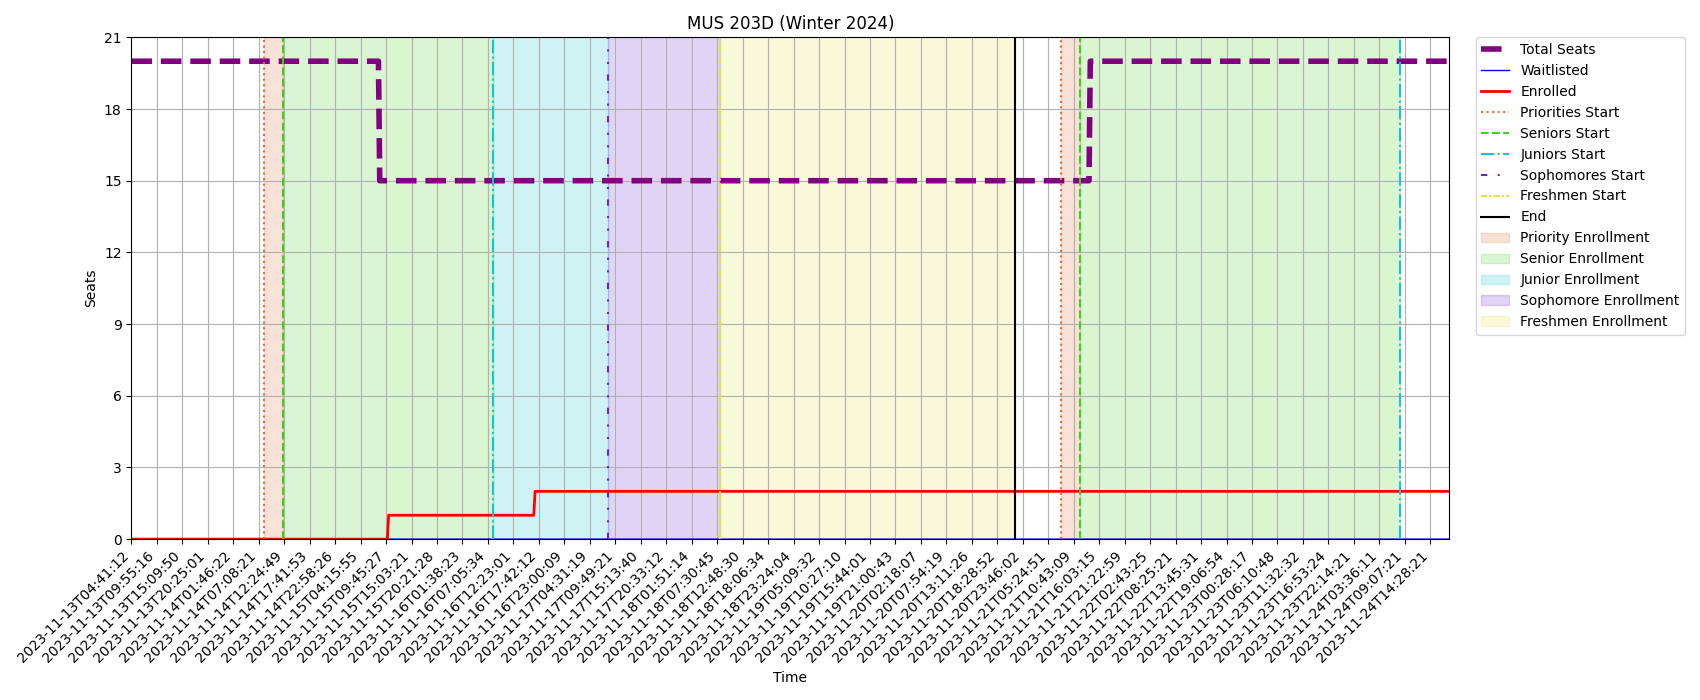 MUS 203D (Winter 2024)
21
18
15
12
9
6
3
0
Seats
2023-11-13T04:41:12
2023-11-13T09:55:16
2023-11-13T15:09:50
2023-11-13T20:25:01
2023-11-14T01:46:22
2023-11-14T07:08:21
2023-11-14T12:24:49
2023-11-14T17:41:53
2023-11-14T22:58:26
2023-11-15T04:15:55
2023-11-15T09:45:27
2023-11-15T15:03:21
2023-11-15T20:21:28
2023-11-16T01:38:23
2023-11-16T07:05:34
2023-11-16T12:23:01
2023-11-16T17:42:12
2023-11-16T23:00:09
2023-11-17T04:31:19
2023-11-17T09:49:21
2023-11-17T15:13:40
2023-11-17T20:33:12
2023-11-18T01:51:14
2023-11-18T07:30:45
2023-11-18T12:48:30
2023-11-18T18:06:34
2023-11-18T23:24:04
2023-11-19T05:09:32
2023-11-19T10:27:10
2023-11-19T15:44:01
2023-11-19T21:00:43
2023-11-20T02:18:07
2023-11-20T07:54:19
2023-11-20T13:11:26
2023-11-20T18:28:52
2023-11-20T23:46:02
2023-11-21T05:24:51
2023-11-21T10:43:09
2023-11-21T16:03:15
2023-11-21T21:22:59
2023-11-22T02:43:25
2023-11-22T08:25:21
2023-11-22T13:45:31
2023-11-22T19:06:54
2023-11-23T00:28:17
2023-11-23T06:10:48
2023-11-23T11:32:32
2023-11-23T16:53:24
2023-11-23T22:14:21
2023-11-24T03:36:11
2023-11-24T09:07:21
2023-11-24T14:28:21
Time
Total Seats
Waitlisted
Enrolled
Priorities Start
Seniors Start
Juniors Start
Sophomores Start
Freshmen Start
End
Priority Enrollment
Senior Enrollment
Junior Enrollment
Sophomore Enrollment
Freshmen Enrollment